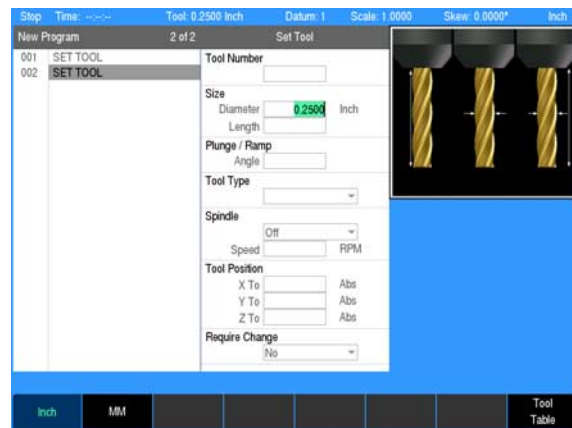 Stop Time: --:--:-- Tool: 0.2500 Inch Datum: 1 Scale: 1.0000 Skew: 0.0000° Inch
New Program 2 of 2 Set Tool
001 SET TOOL
002 SET TOOL
Tool Number
Size
Diameter 0.2500 Inch
Length
Plunge / Ramp
Angle
Tool Type
Spindle
Off
Speed RPM
Tool Position
X To Abs
Y To Abs
Z To Abs
Require Change
No
Inch MM Tool Table